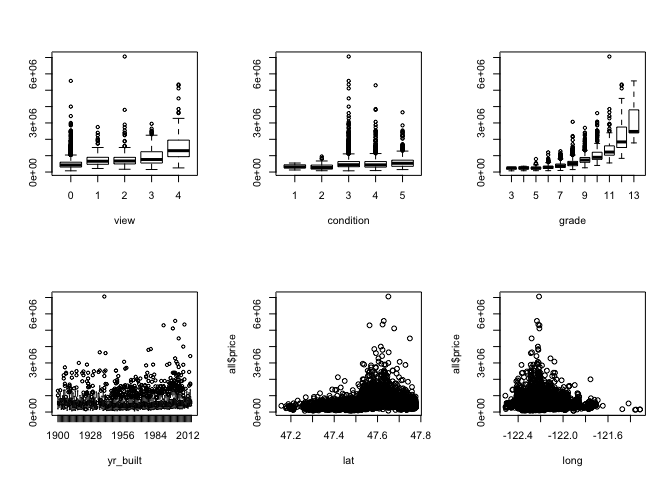 0e+00 3e+06 6e+06
0 1 2 3 4
view
0e+00 3e+06 6e+06
1 2 3 4 5
condition
0e+00 3e+06 6e+06
3 5 7 9 11 13
grade
0e+00 3e+06 6e+06
1900 1928 1956 1984 2012
yr_built
all$price
0e+00 3e+06 6e+06
47.2 47.4 47.6 47.8
lat
all$price
0e+00 3e+06 6e+06
-122.4 -122.0 -121.6
long